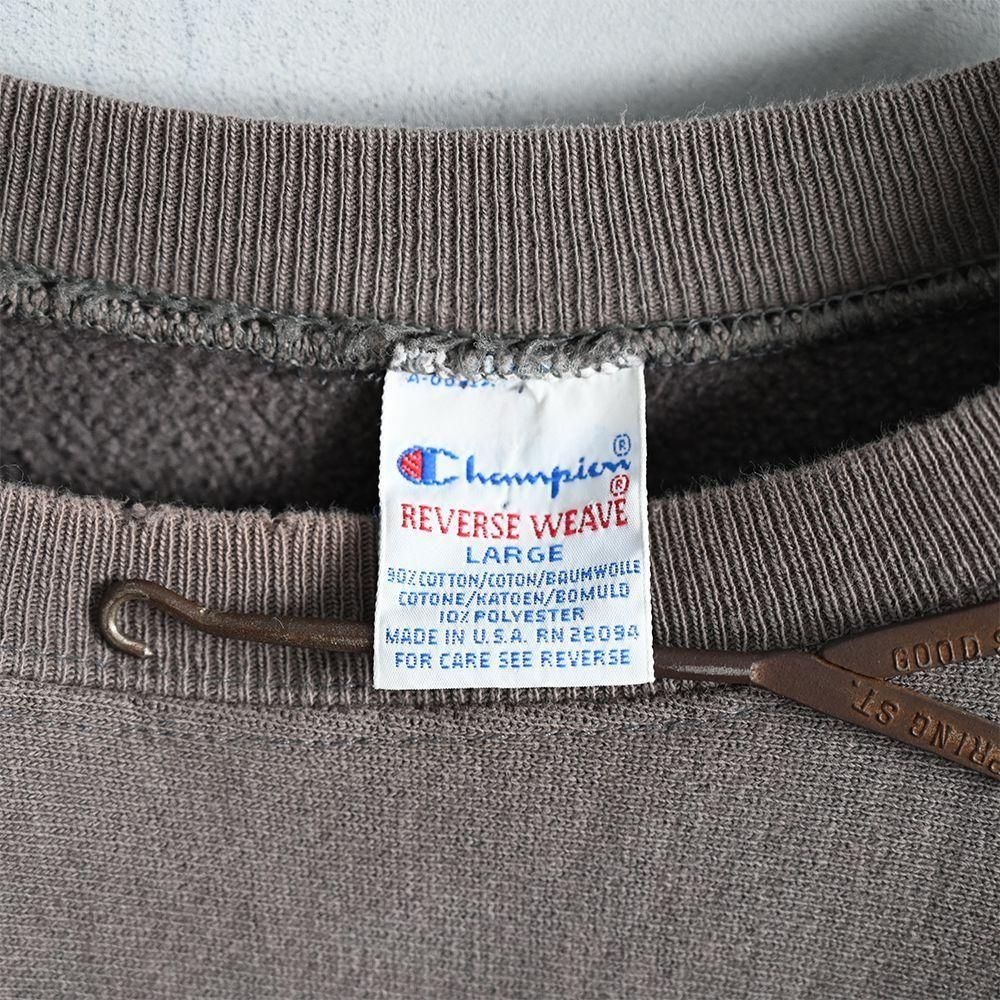 Champion®
REVERSE WEAVE®
LARGE
90% COTTON/COTON/BAUMWOLLE
COTONE/KATOEN/BOMULD
10% POLYESTER
MADE IN U.S.A. RN 26094
FOR CARE SEE REVERSE
GOOD
PRING ST.